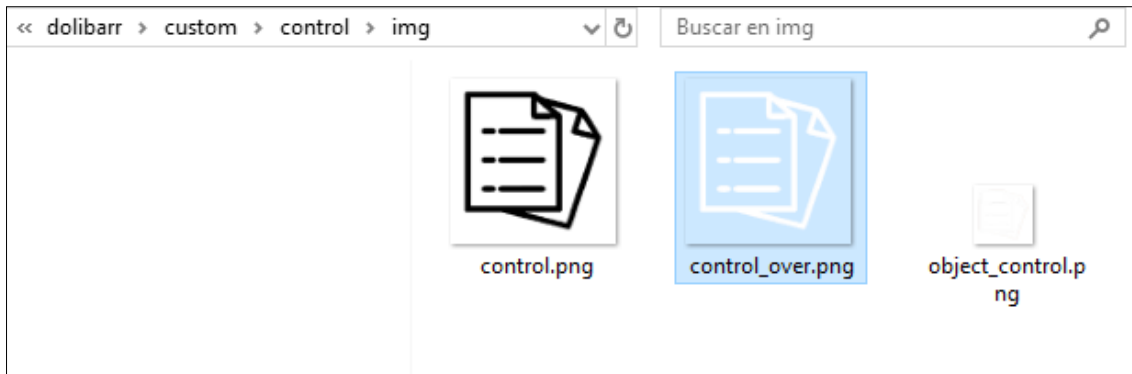 « dolibarr > custom > control > img
Buscar en img
control.png
control_over.png
object_control.p
ng